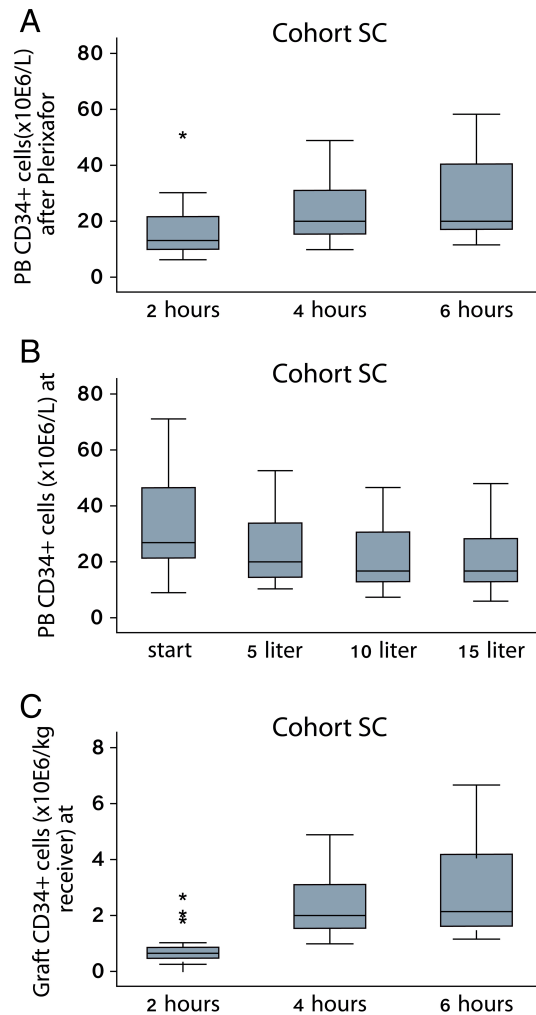 A
Cohort SC
PB CD34+ cells(x10E6/L)
after Plerixafor
80
60
40
20
0
*
2 hours 4 hours 6 hours
B
Cohort SC
PB CD34+ cells (x10E6/L) at
80
60
40
20
0
start 5 liter 10 liter 15 liter
C
Cohort SC
Graft CD34+ cells (x10E6/kg
receiver) at
8
6
4
2
0
*
*
*
2 hours 4 hours 6 hours